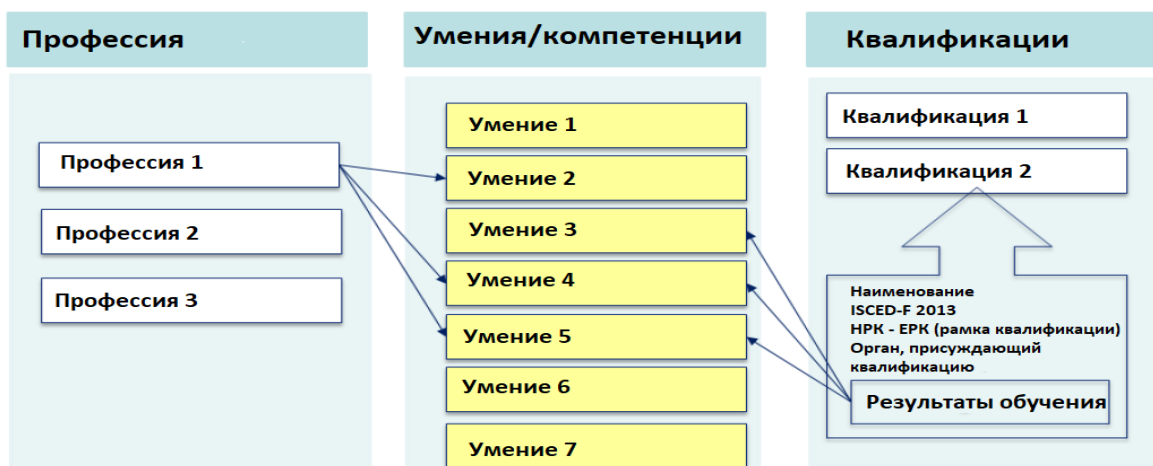 Профессия
Умения/компетенции
Квалификации
Профессия 1
Профессия 2
Профессия 3
Умение 1
Умение 2
Умение 3
Умение 4
Умение 5
Умение 6
Умение 7
Квалификация 1
Квалификация 2
Наименование
ISCED-F 2013
НРК - ЕРК (рамка квалификации)
Орган, присуждающий
квалификацию
Результаты обучения